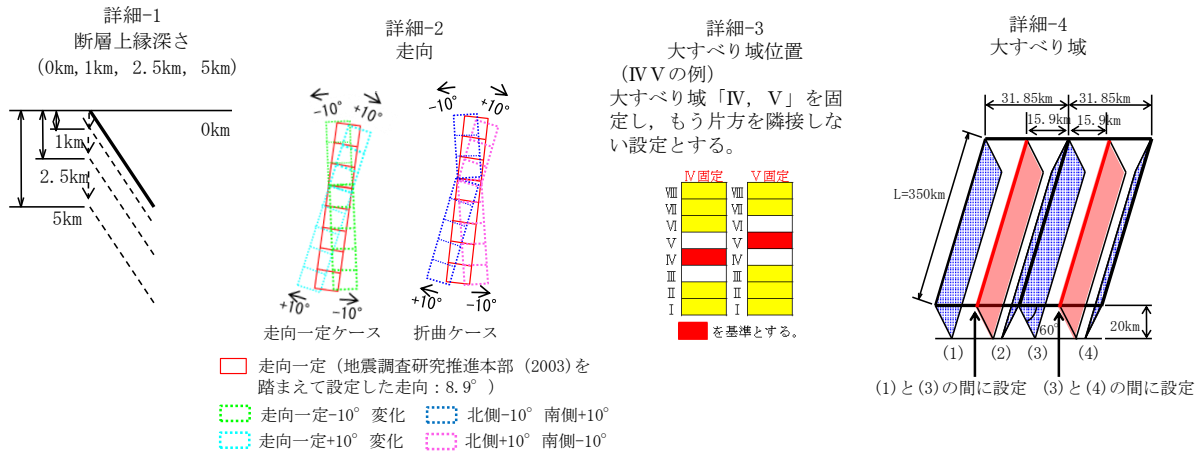 詳細-1
断層上縁深さ
(0km,1km, 2.5km, 5km)
0km
1km
2.5km
5km
詳細-2
走向
-10°
+10°
-10°
+10°
+10°
-10°
+10°
-10°
走向一定ケース
折曲ケース
走向一定（地震調査研究推進本部 (2003)を
踏まえて設定した走向：8.9°）
走向一定-10°変化
北側-10°南側+10°
走向一定+10°変化
北側+10°南側-10°
詳細-3
大すべり域位置
（ⅣⅤの例）
大すべり域「Ⅳ，Ⅴ」を固
定し，もう片方を隣接しな
い設定とする。
Ⅳ固定
Ⅴ固定
Ⅷ
Ⅶ
Ⅵ
Ⅴ
Ⅳ
Ⅲ
Ⅱ
Ⅰ
Ⅷ
Ⅶ
Ⅵ
Ⅴ
Ⅳ
Ⅲ
Ⅱ
Ⅰ
を基準とする。
詳細-4
大すべり域
31.85km
31.85km
15.9km
15.9km
L=350km
60°
20km
(1)
(2)
(3)
(4)
(1)と(3)の間に設定
(3)と(4)の間に設定